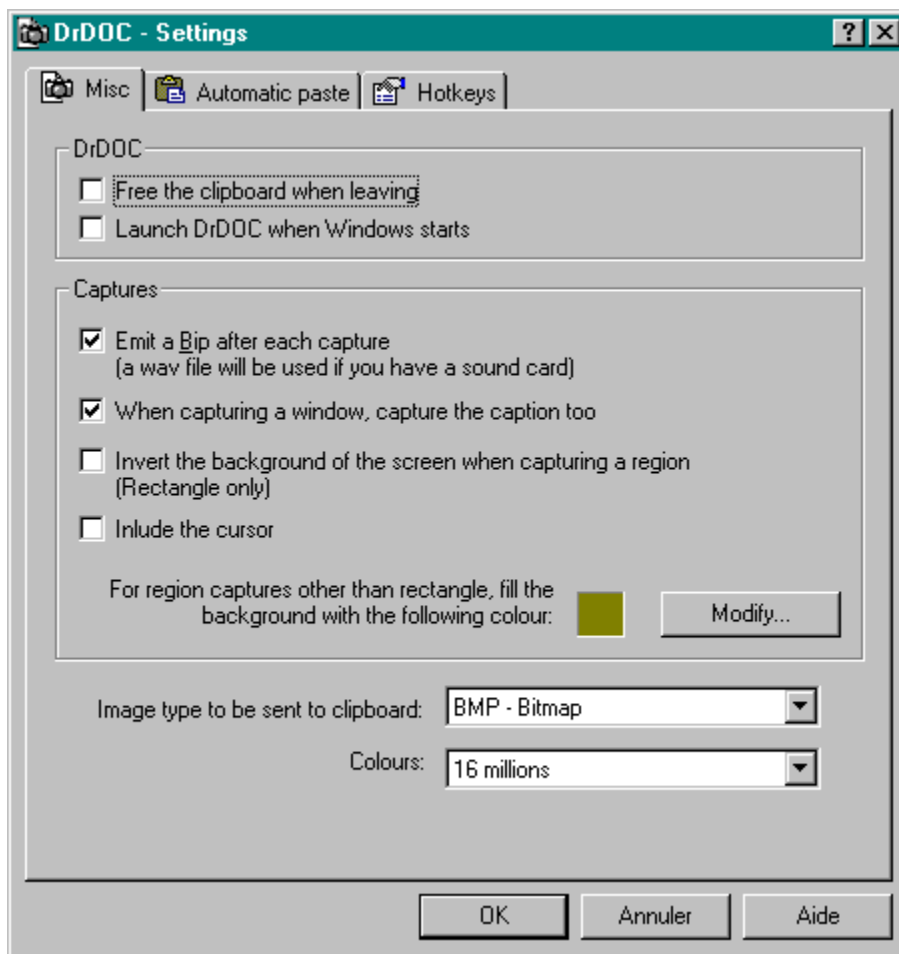 DrDOC - Settings
Misc
Automatic paste
Hotkeys
DrDOC
Free the clipboard when leaving
Launch DrDOC when Windows starts
Captures
Emit a Bip after each capture
(a wav file will be used if you have a sound card)
When capturing a window, capture the caption too
Invert the background of the screen when capturing a region
(Rectangle only)
Inlude the cursor
For region captures other than rectangle, fill the
background with the following colour:
Modify...
Image type to be sent to clipboard:
BMP - Bitmap
Colours:
16 millions
OK
Annuler
Aide